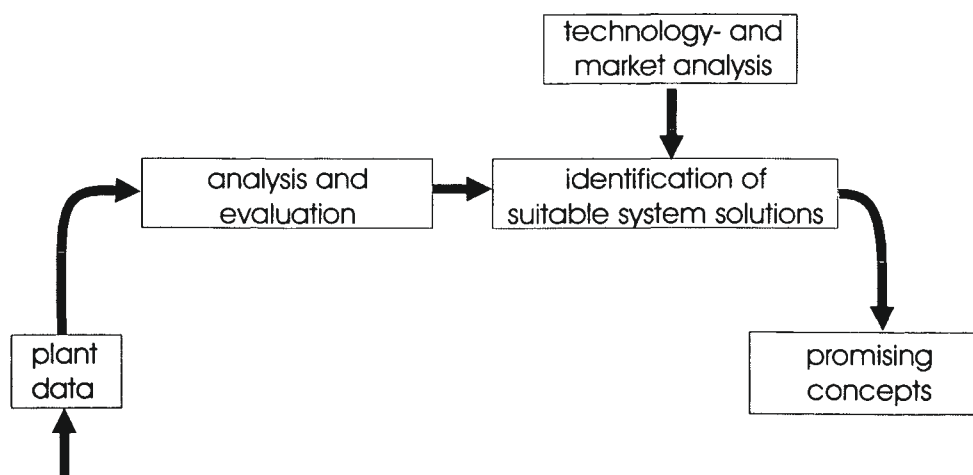 technology- and
market analysis
analysis and
evaluation
identification of
suitable system solutions
plant
data
promising
concepts